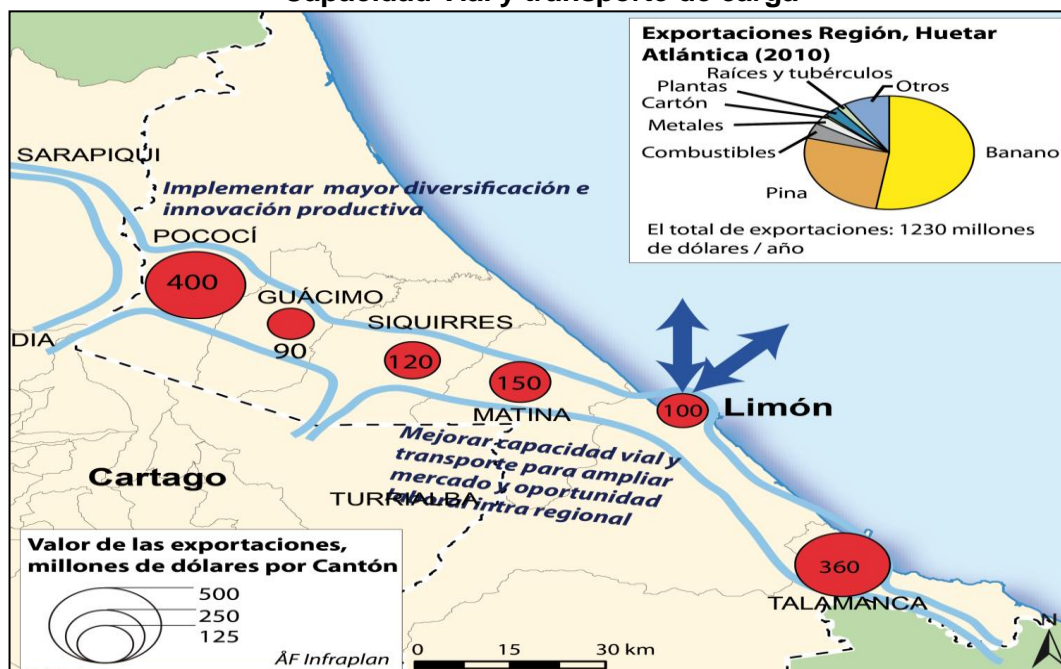 Capacidad vial y transporte de carga
Exportaciones Región, Huetar
Atlántica (2010)
Raíces y tubérculos
Plantas
Otros
Cartón
Metales
Combustibles
Banano
Pina
El total de exportaciones: 1230 millones
de dólares / año
SARAPIQUI
Implementar mayor diversificación e
innovación productiva
POCOCÍ
400
GUÁCIMO
90
SIQUIRRES
DIA
120
150
MATINA
100
Limón
Mejorar capacidad vial y
transporte para ampliar
mercado y oportunidad
laboral intra regional
Cartago
TURRIALBA
360
TALAMANCA
Valor de las exportaciones,
millones de dólares por Cantón
500
250
125
ÅF Infraplan
0 15 30 km
N